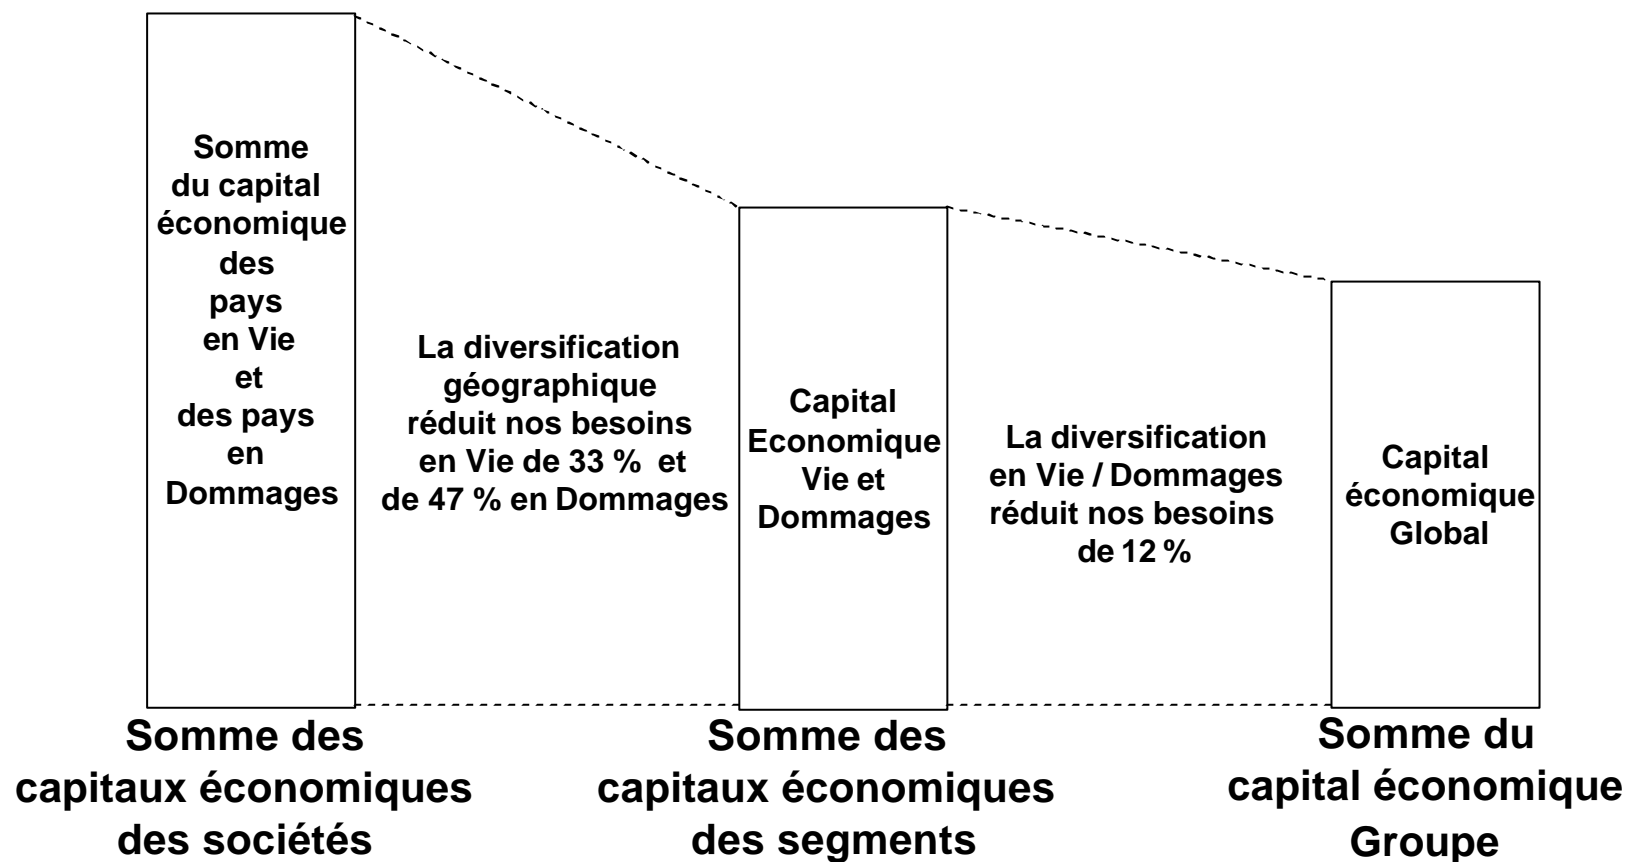 Somme
du capital
économique
des
pays
en Vie
et
des pays
en
Dommages
La diversification
géographique
réduit nos besoins
en Vie de 33 % et
de 47 % en Dommages
Capital
Economique
Vie et
Dommages
La diversification
en Vie / Dommages
réduit nos besoins
de 12 %
Capital
économique
Global
Somme des
capitaux économiques
des sociétés
Somme des
capitaux économiques
des segments
Somme du
capital économique
Groupe